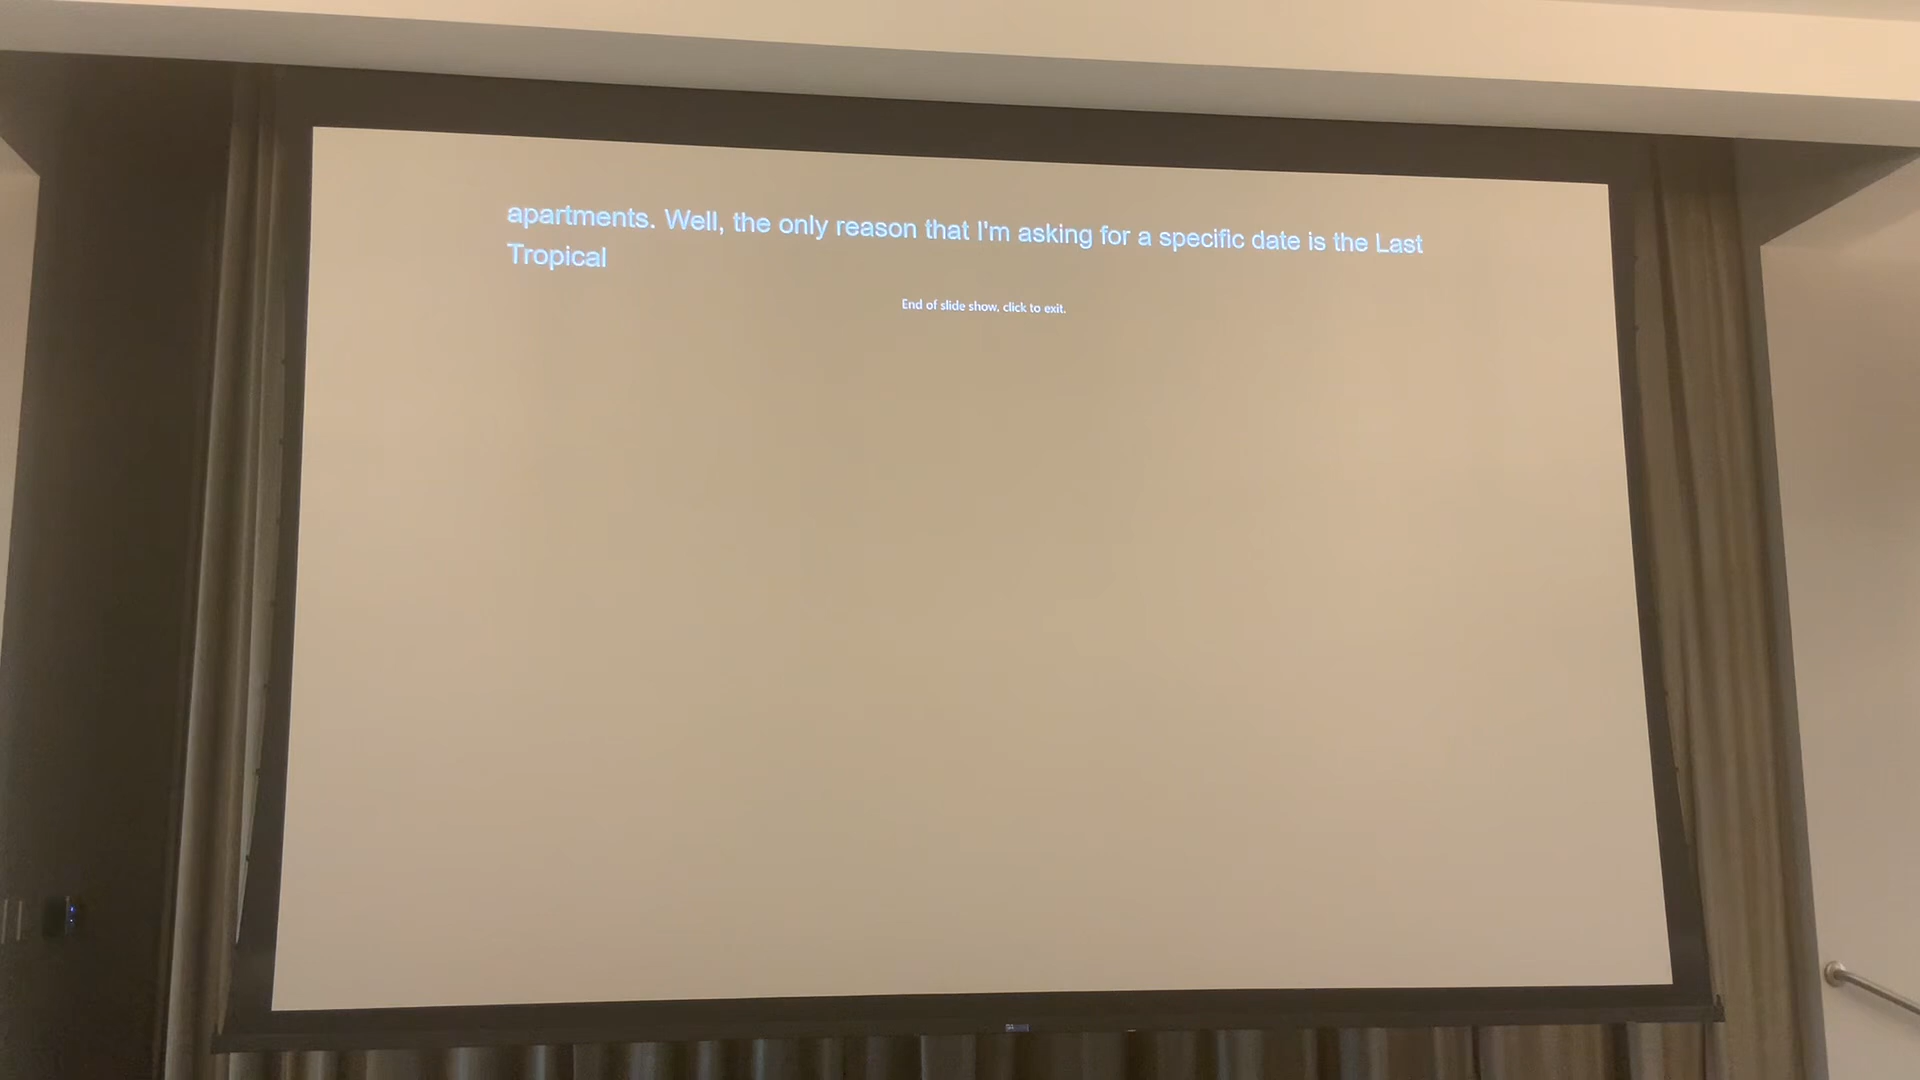 apartments. Well, the only reason that I'm asking for a specific date is the Last
Tropical
End of slide show, click to exit.